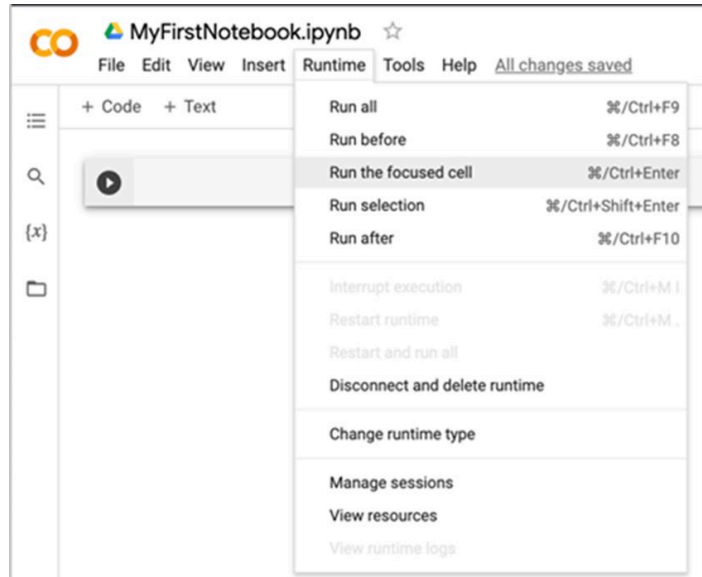 MyFirstNotebook.ipynb
File Edit View Insert Runtime Tools Help All changes saved
+ Code + Text
Run all ⌘/Ctrl+F9
Run before ⌘/Ctrl+F8
Run the focused cell ⌘/Ctrl+Enter
Run selection ⌘/Ctrl+Shift+Enter
{x}
Run after ⌘/Ctrl+F10
Interrupt execution ⌘/Ctrl+M I
Restart runtime ⌘/Ctrl+M .
Restart and run all
Disconnect and delete runtime
Change runtime type
Manage sessions
View resources
View runtime logs